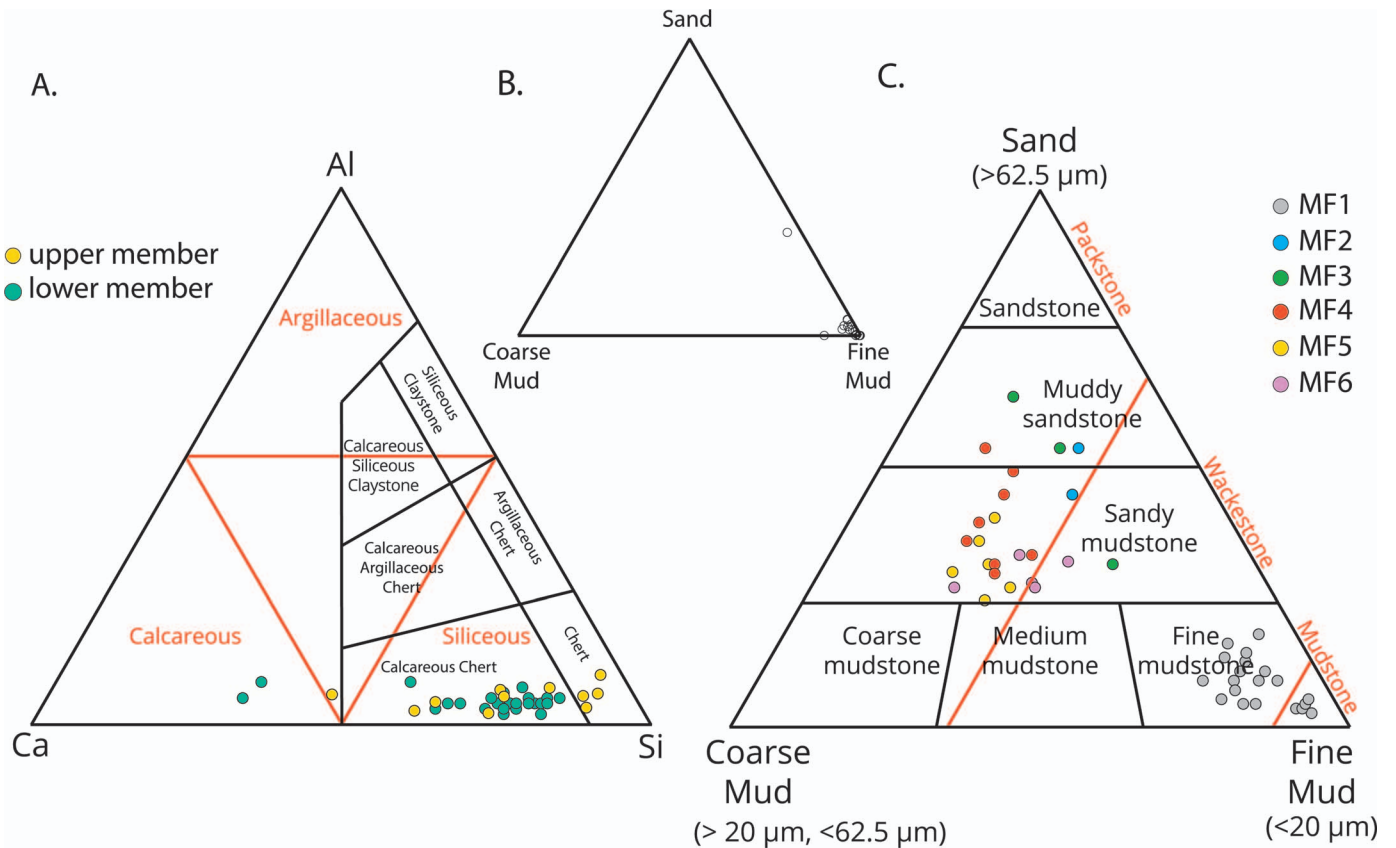 A.
Al
upper member
lower member
Argillaceous
Siliceous
Claystone
Calcareous
Siliceous
Claystone
Argillaceous
Chert
Calcareous
Argillaceous
Chert
Calcareous
Siliceous
Chert
Calcareous Chert
Ca
Si
B.
Sand
Coarse
Mud
Fine
Mud
C.
Sand
(>62.5 µm)
MF1
MF2
MF3
MF4
MF5
MF6
Packstone
Sandstone
Muddy
sandstone
Wackestone
Sandy
mudstone
Coarse
mudstone
Medium
mudstone
Fine
mudstone
Mudstone
Coarse
Mud
(> 20 µm, <62.5 µm)
Fine
Mud
(<20 µm)